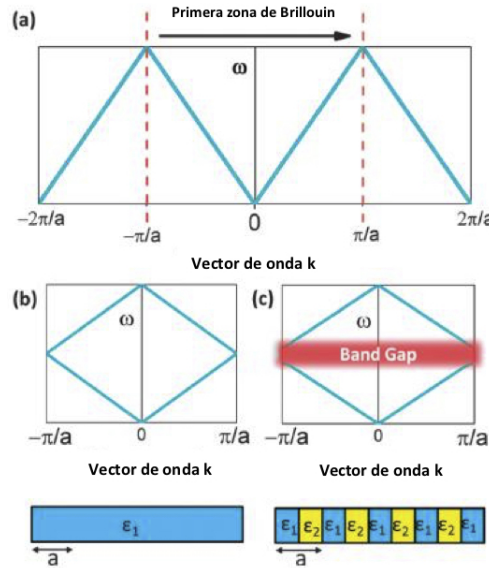 Primera zona de Brillouin
(a)
ω
−2π/a
−π/a
0
π/a
2π/a
Vector de onda k
(b)
ω
−π/a
0
π/a
Vector de onda k
ε1
a
(c)
ω
Band Gap
−π/a
0
π/a
Vector de onda k
ε1 ε2 ε1 ε2 ε1 ε2 ε1 ε2 ε1
a